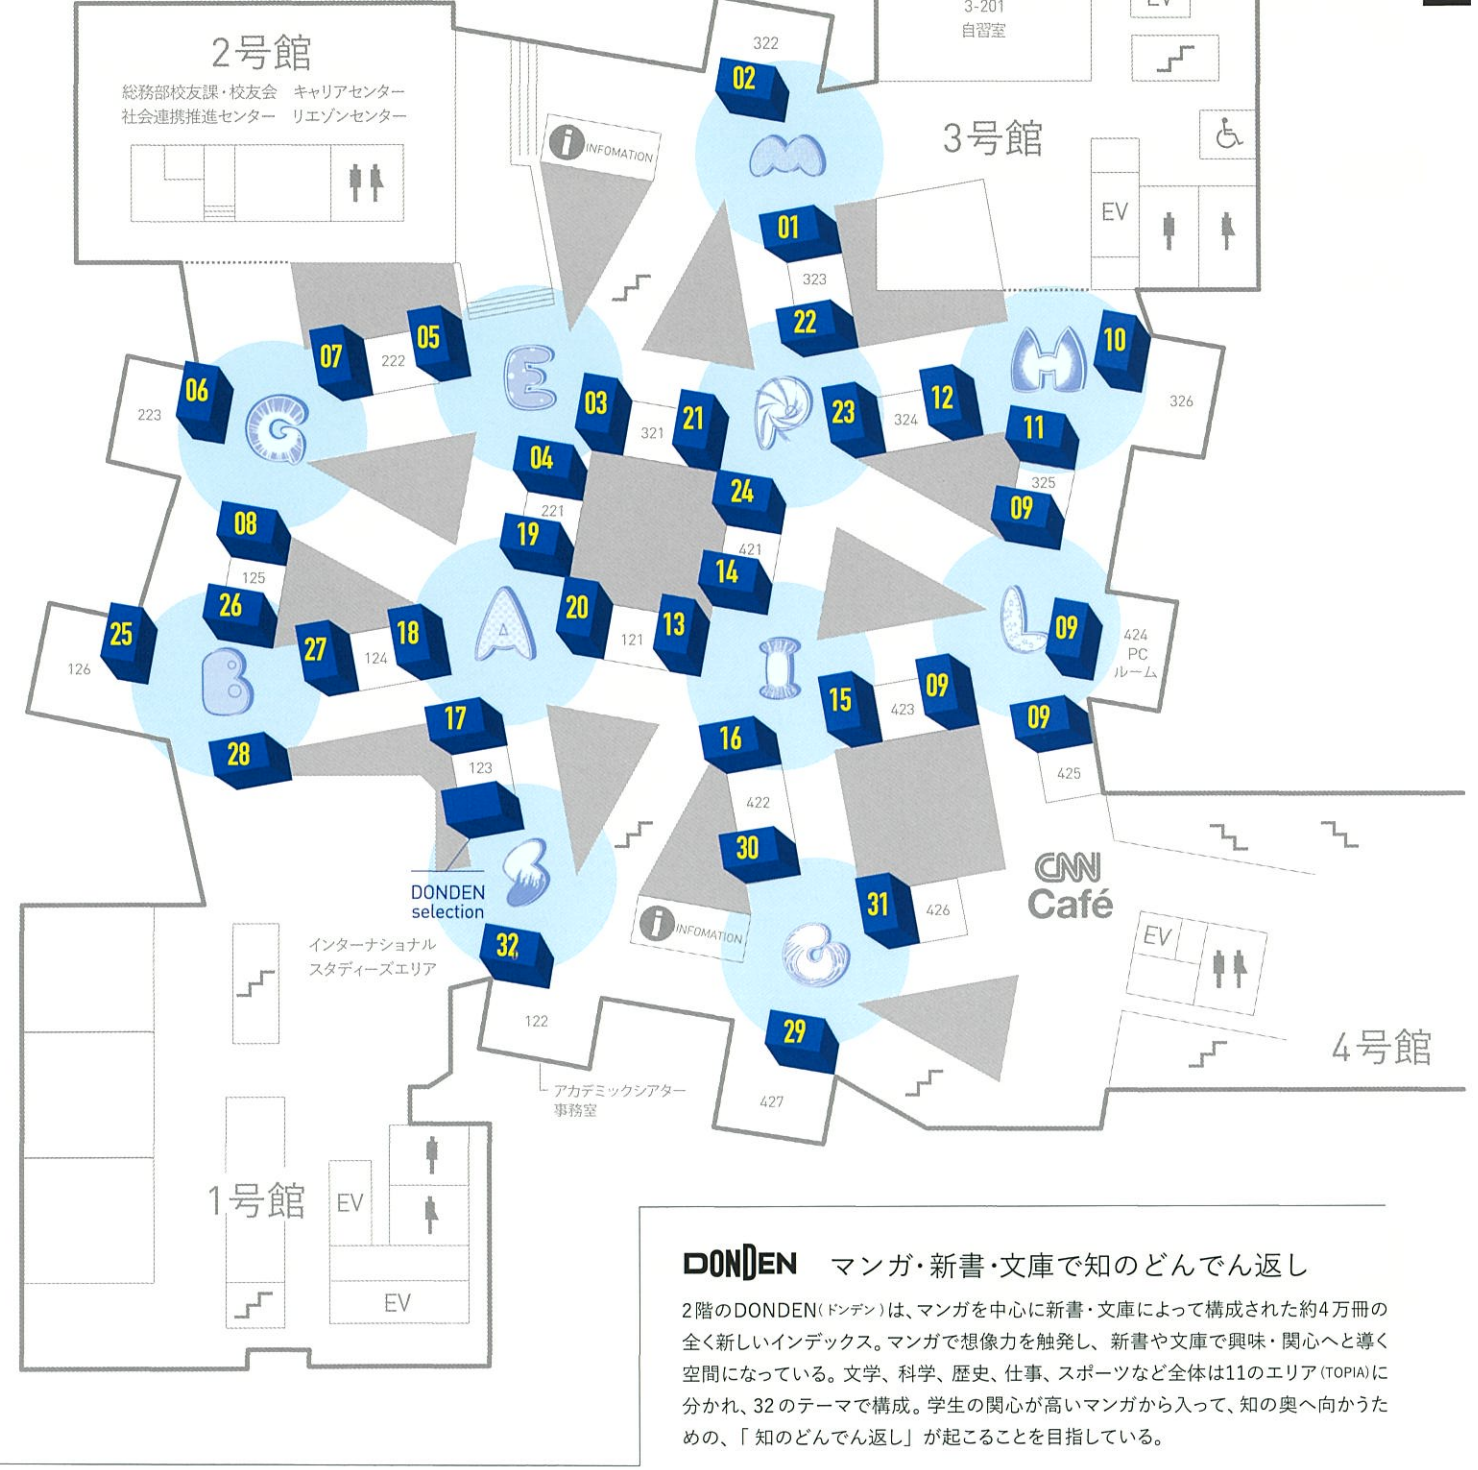 3-201
自習室
EV
322
2号館
総務部校友課・校友会 キャリアセンター
社会連携推進センター リエゾンセンター
02
i INFOMATION
M
3号館
EV
01
323
22
07
222
05
E
03
321
21
P
23
324
12
H
10
326
11
325
09
06
223
G
04
221
19
24
421
14
08
125
26
25
126
B
27
124
18
A
20
121
13
I
15
423
09
L
09
424
PC
ルーム
09
425
28
17
123
16
422
30
DONDEN
selection
S
32
インターナショナル
スタディーズエリア
i INFOMATION
31
426
CNN
Café
C
29
EV
4号館
122
アカデミックシアター
事務室
427
1号館
EV
EV
DONDEN マンガ・新書・文庫で知のどんでん返し
2階のDONDEN(ドンデン)は、マンガを中心に新書・文庫によって構成された約4万冊の
全く新しいインデックス。マンガで想像力を触発し、新書や文庫で興味・関心へと導く
空間になっている。文学、科学、歴史、仕事、スポーツなど全体は11のエリア(TOPIA)に
分かれ、32のテーマで構成。学生の関心が高いマンガから入って、知の奥へ向かうた
めの、「知のどんでん返し」が起こることを目指している。